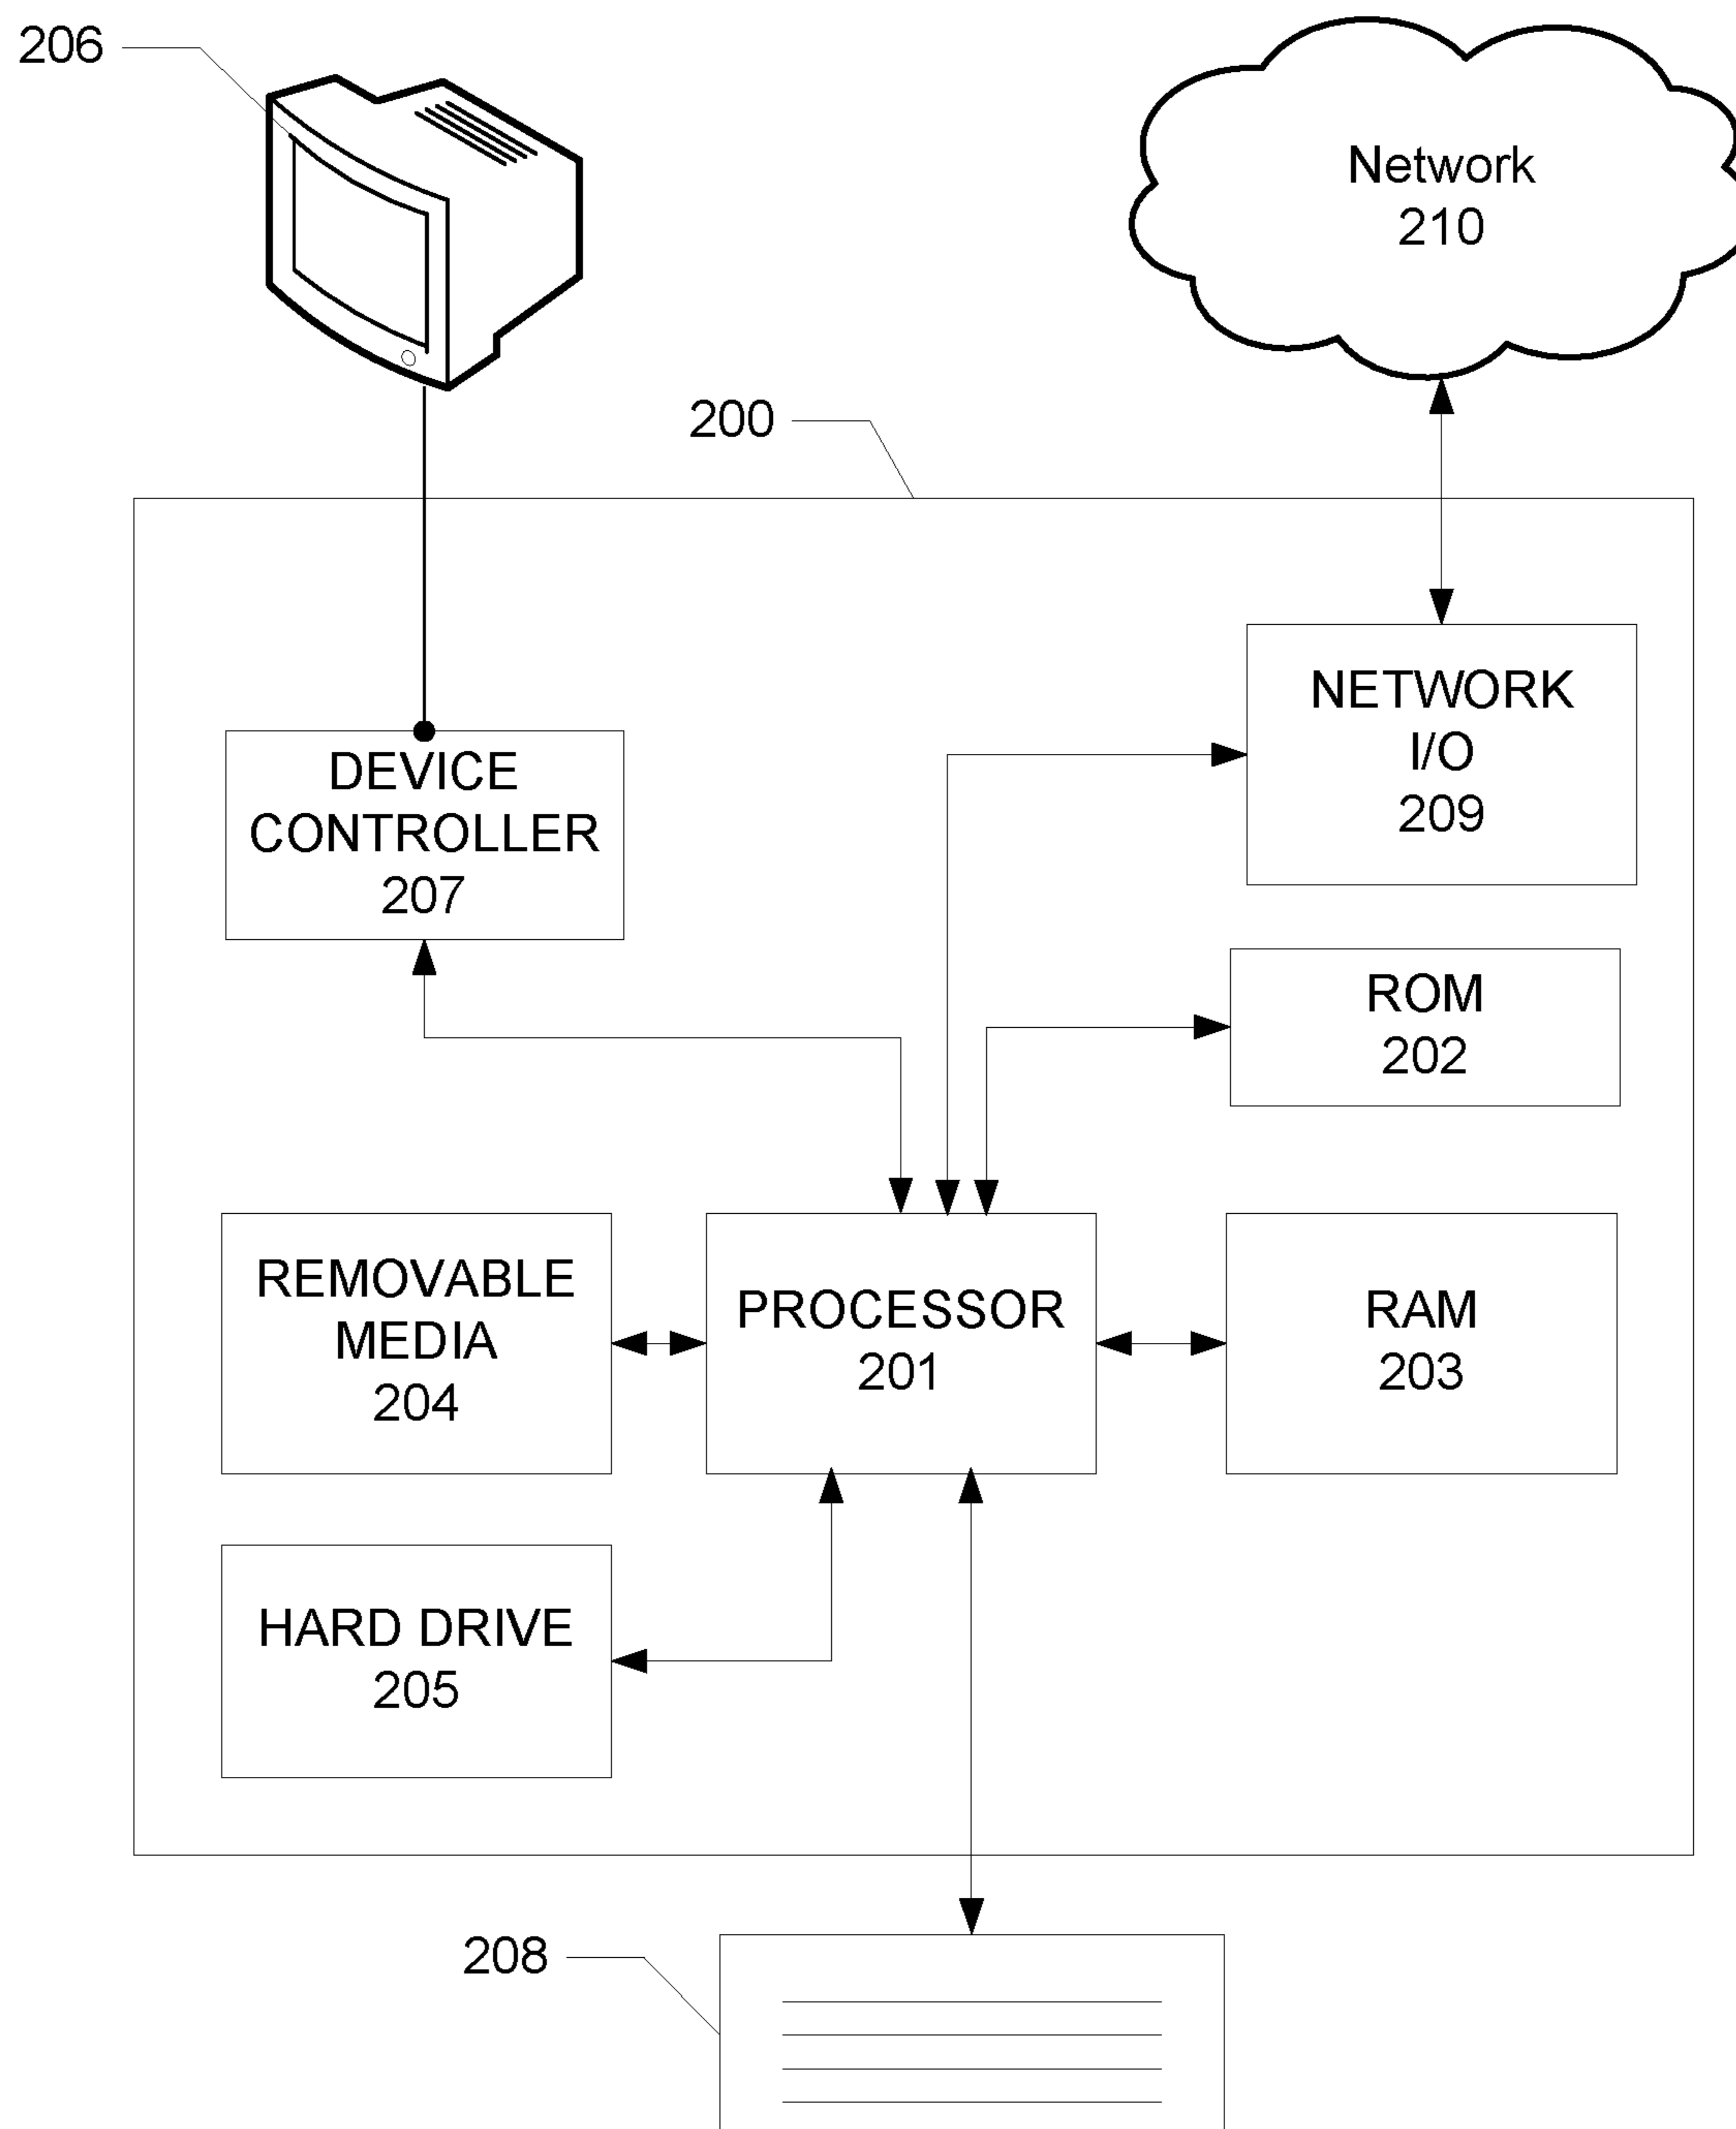 206
Network
210
200
NETWORK
I/O
209
DEVICE
CONTROLLER
207
ROM
202
REMOVABLE
MEDIA
204
PROCESSOR
201
RAM
203
HARD DRIVE
205
208